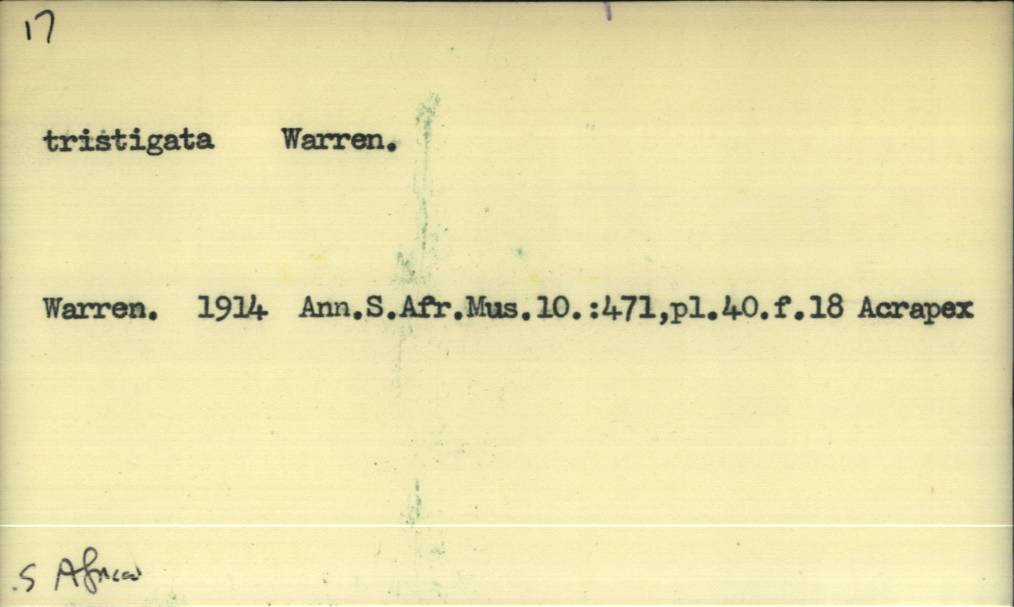 17
tristigata Warren.
Warren. 1914 Ann.S.Afr.Mus.10.:471,pl.40.f.18 Acrapex
S Africa